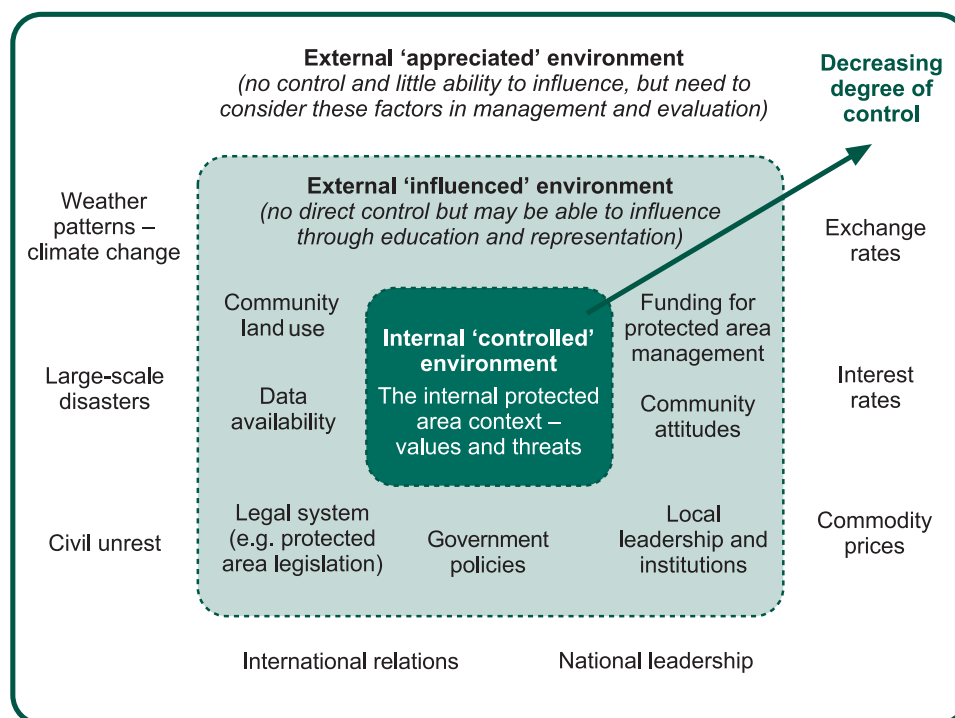 External ‘appreciated’ environment
(no control and little ability to influence, but need to
consider these factors in management and evaluation)
Decreasing
degree of
control
External ‘influenced’ environment
(no direct control but may be able to influence
through education and representation)
Weather
patterns –
climate change
Large-scale
disasters
Civil unrest
Community
land use
Data
availability
Legal system
(e.g. protected
area legislation)
Internal ‘controlled’
environment
The internal protected
area context –
values and threats
Government
policies
Funding for
protected area
management
Community
attitudes
Local
leadership and
institutions
Exchange
rates
Interest
rates
Commodity
prices
International relations
National leadership